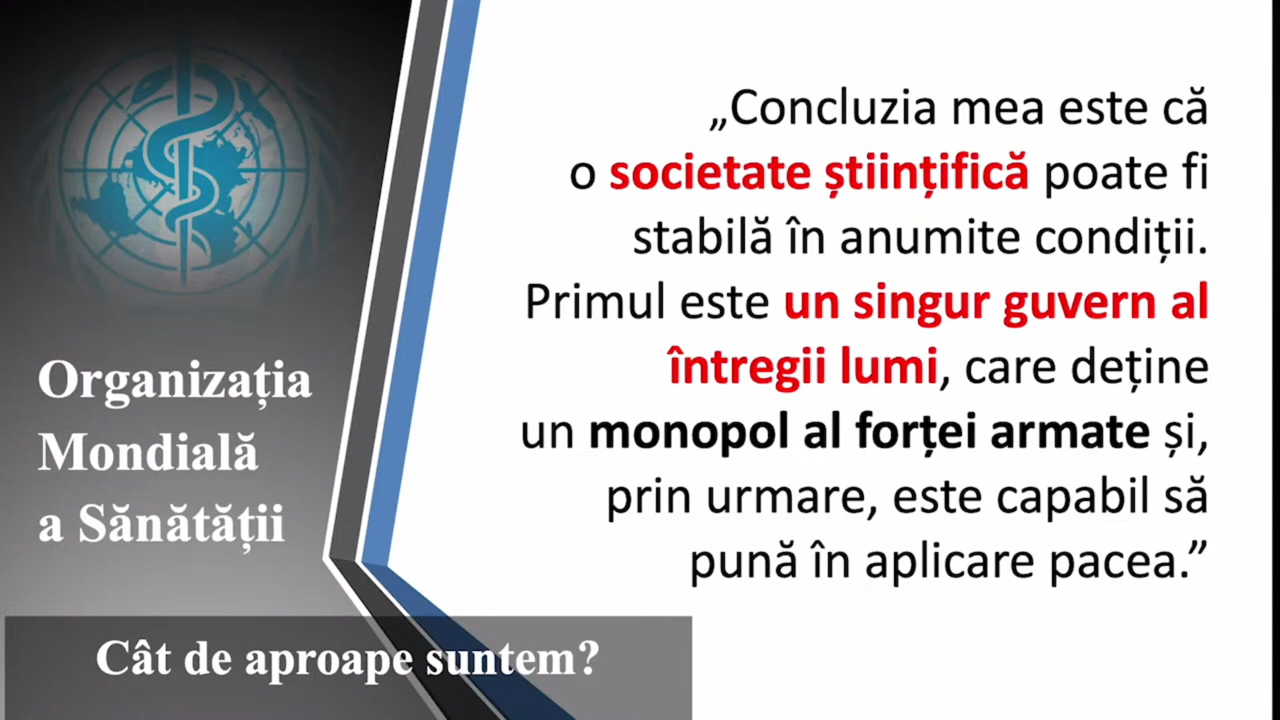 Organizația
Mondială
a Sănătății
Cât de aproape suntem?
„Concluzia mea este că
o societate științifică poate fi
stabilă în anumite condiții.
Primul este un singur guvern al
întregii lumi, care deține
un monopol al forței armate și,
prin urmare, este capabil să
pună în aplicare pacea.”